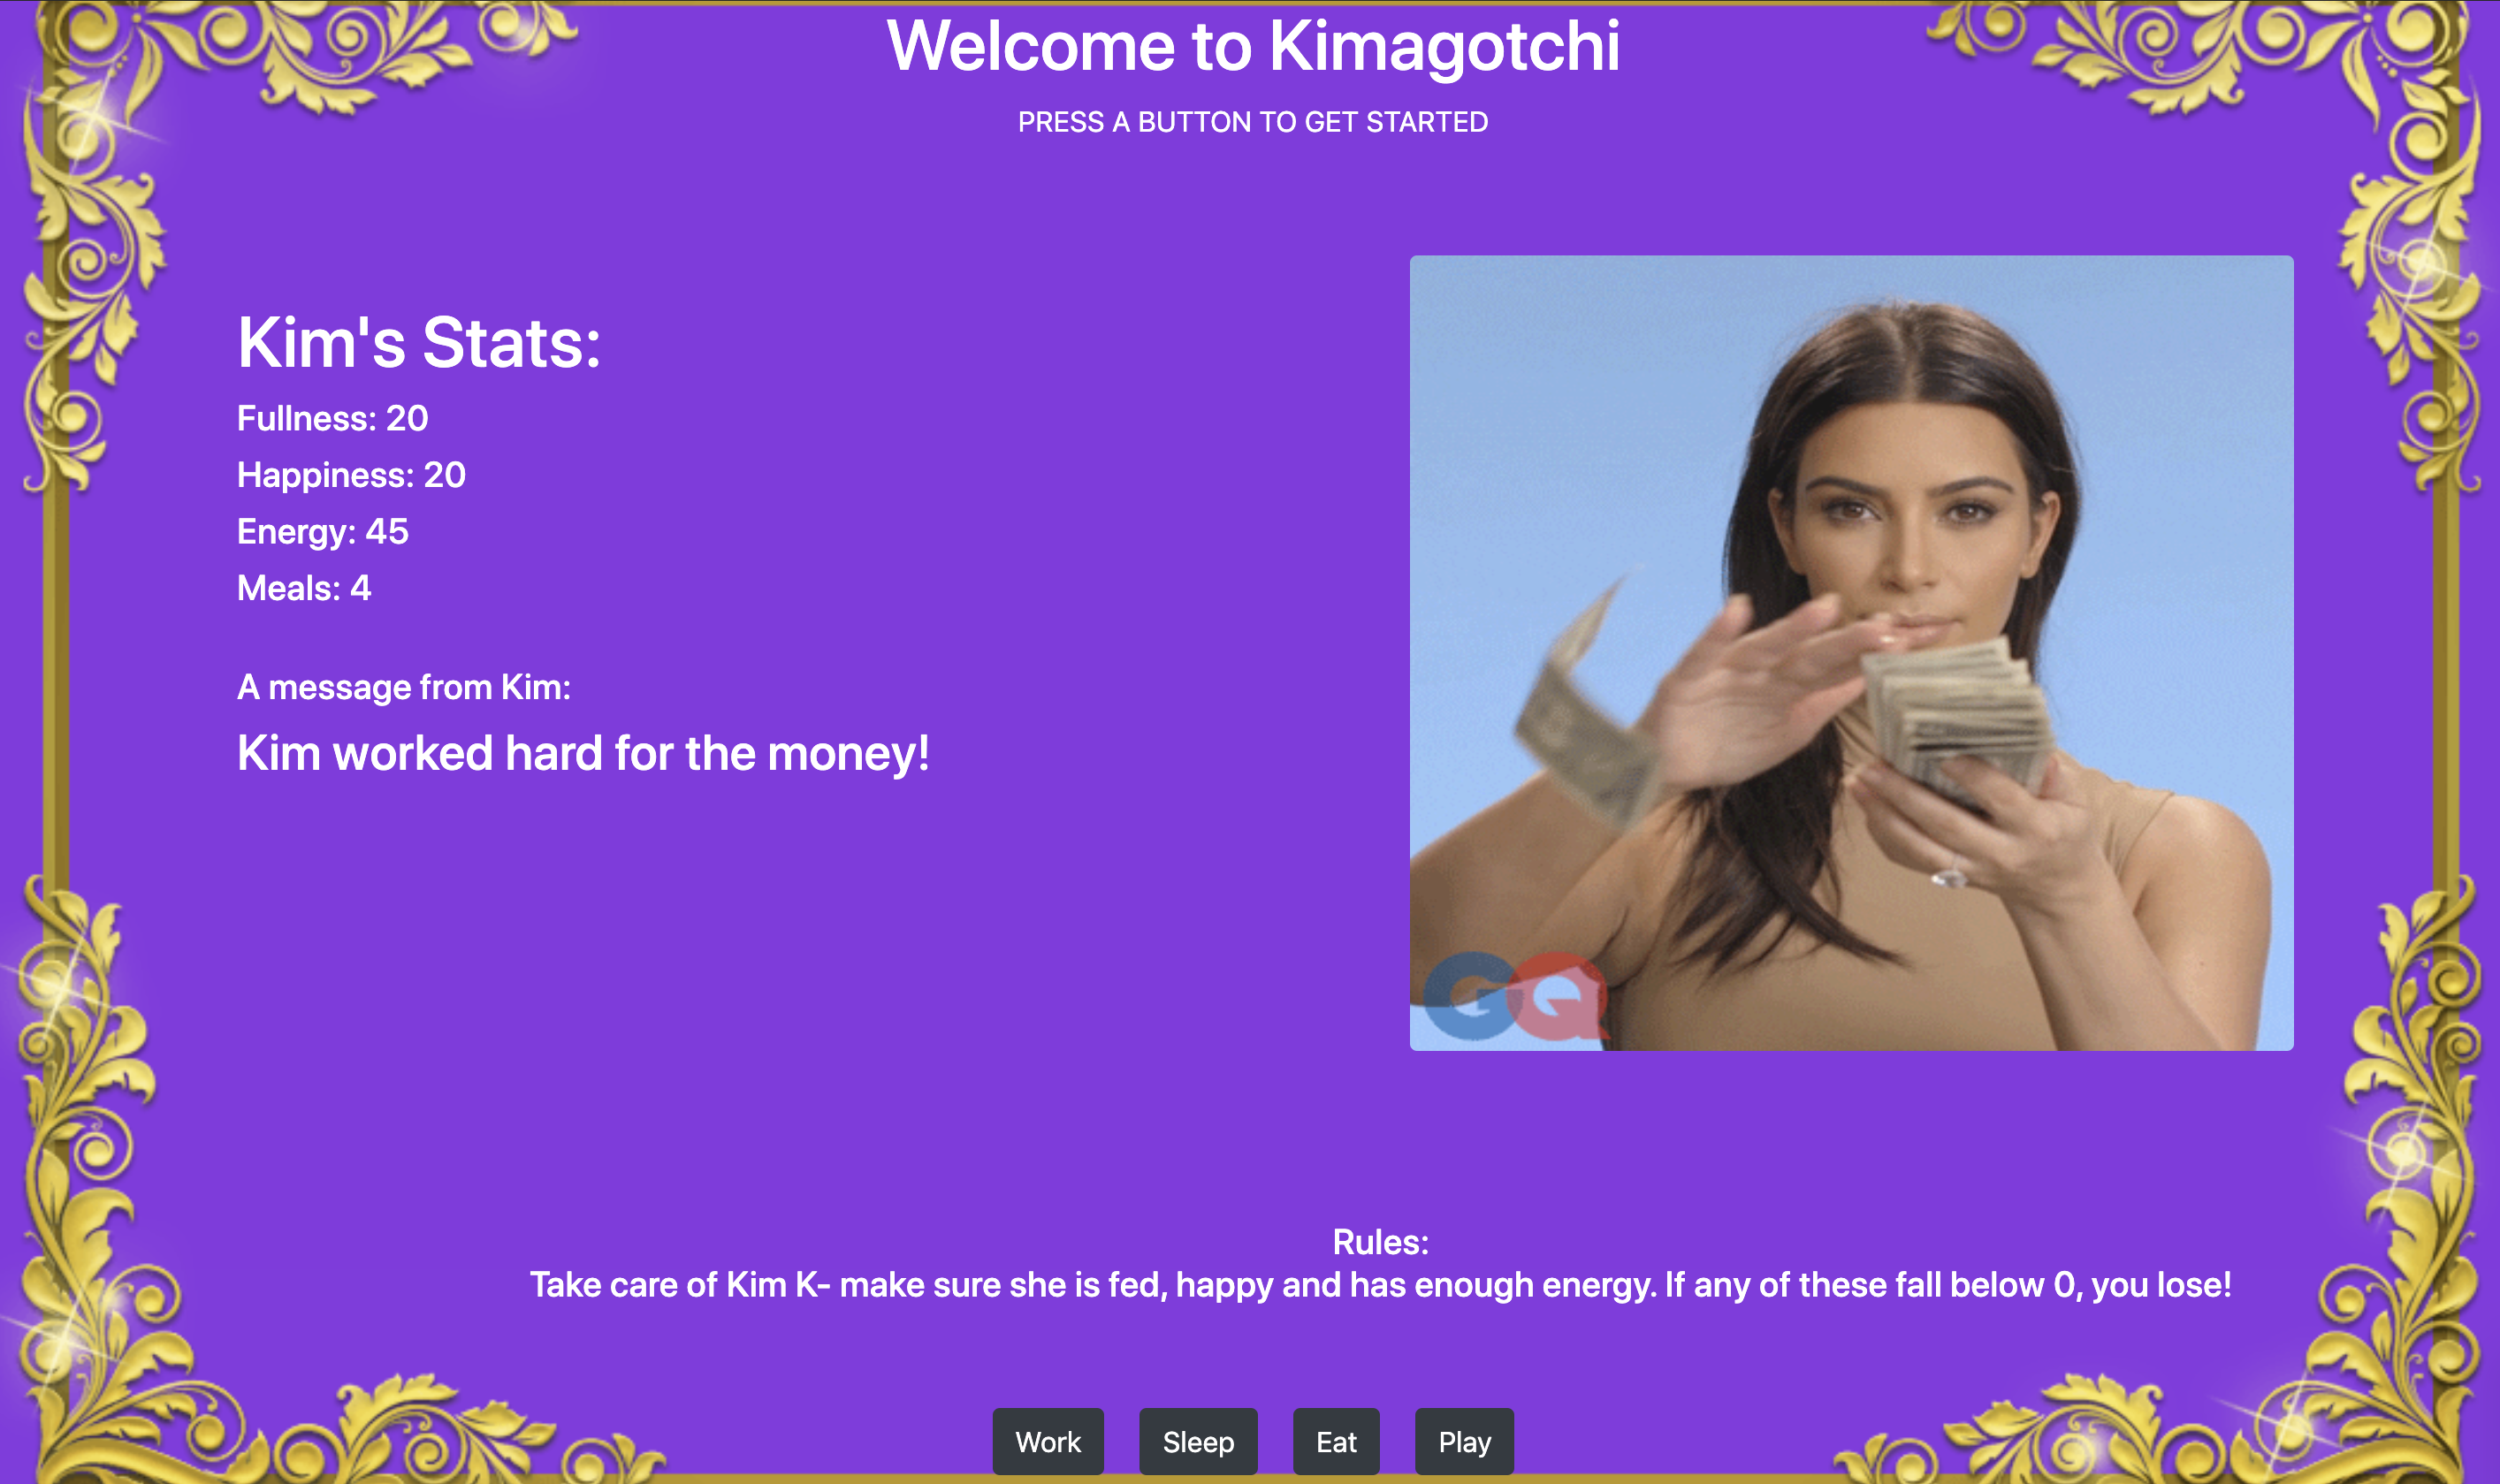 Welcome to Kimagotchi
PRESS A BUTTON TO GET STARTED
Kim's Stats:
Fullness: 20
Happiness: 20
Energy: 45
Meals: 4
A message from Kim:
Kim worked hard for the money!
GQ
Rules:
Take care of Kim K- make sure she is fed, happy and has enough energy. If any of these fall below 0, you lose!
Work
Sleep
Eat
Play